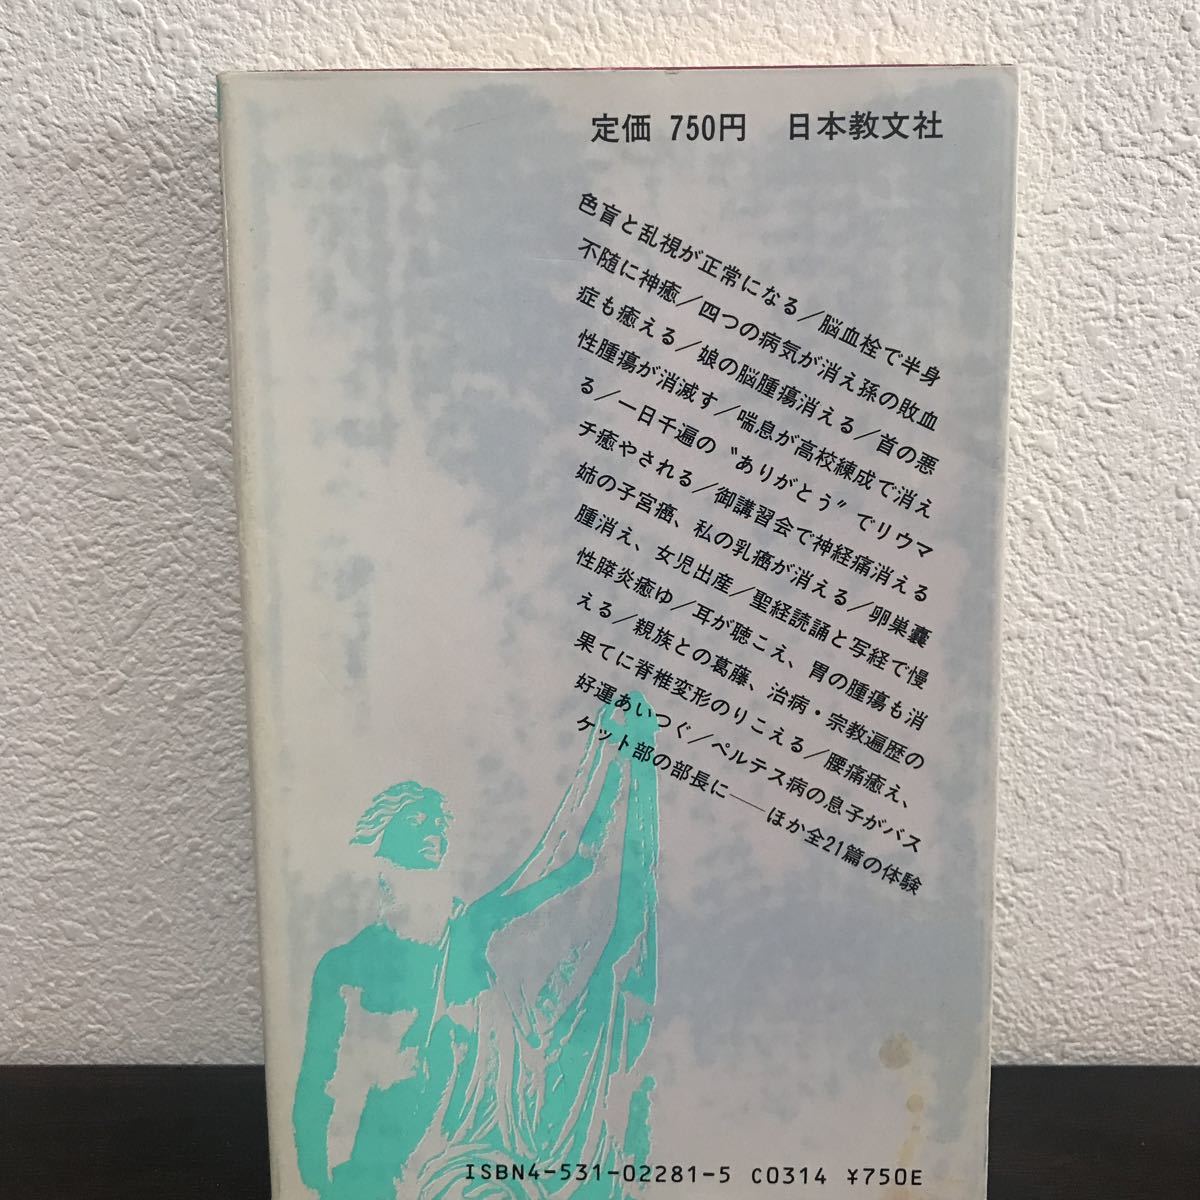 定価 750円 日本教文社
色盲と乱視が正常になる／脳血栓で半身
不随に神癒／四つの病気が消え孫の敗血
症も癒える／娘の脳腫瘍消える／首の悪
性腫瘍が消滅す／喘息が高校練成で消え
る／一日千遍の〝ありがとう〟でリウマ
チ癒やされる／御講習会で神経痛消える
姉の子宮癌、私の乳癌が消える／卵巣囊
腫消え、女児出産／聖経読誦と写経で慢
性膵炎癒ゆ／耳が聴こえ、胃の腫瘍も消
える／親族との葛藤、治病・宗教遍歴の
果てに脊椎変形のりこえる／腰痛癒え、
好運あいつぐ／ペルテス病の息子がバス
ケット部の部長に――ほか全21篇の体験
ISBN4-531-02281-5 C0314 ¥750E